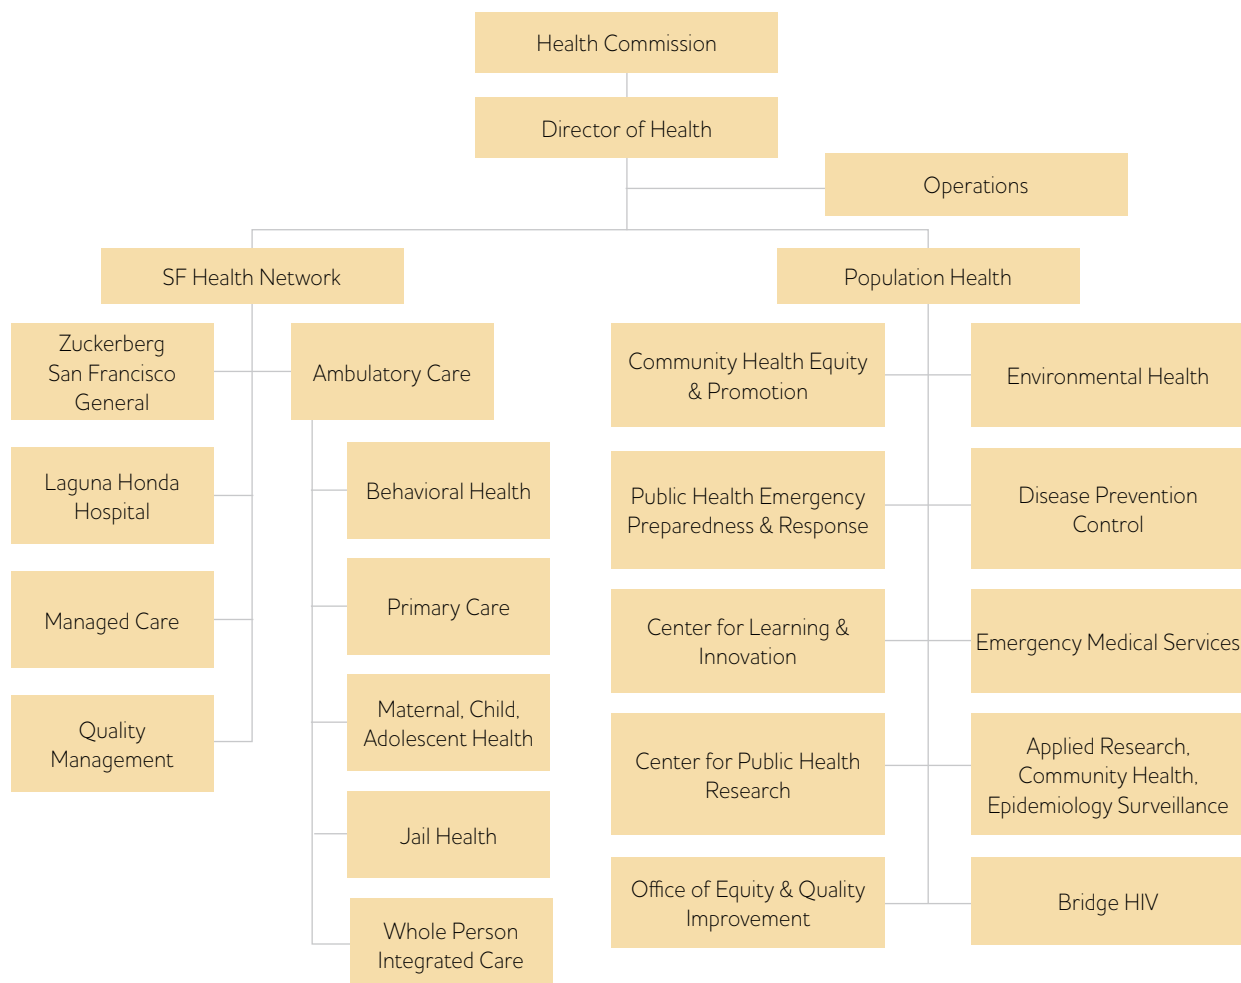 Health Commission
Director of Health
Operations
SF Health Network
Population Health
Zuckerberg
San Francisco
General
Ambulatory Care
Laguna Honda
Hospital
Behavioral Health
Managed Care
Primary Care
Quality
Management
Maternal, Child,
Adolescent Health
Jail Health
Whole Person
Integrated Care
Community Health Equity
& Promotion
Environmental Health
Public Health Emergency
Preparedness & Response
Disease Prevention
Control
Center for Learning &
Innovation
Emergency Medical Services
Center for Public Health
Research
Applied Research,
Community Health,
Epidemiology Surveillance
Office of Equity & Quality
Improvement
Bridge HIV